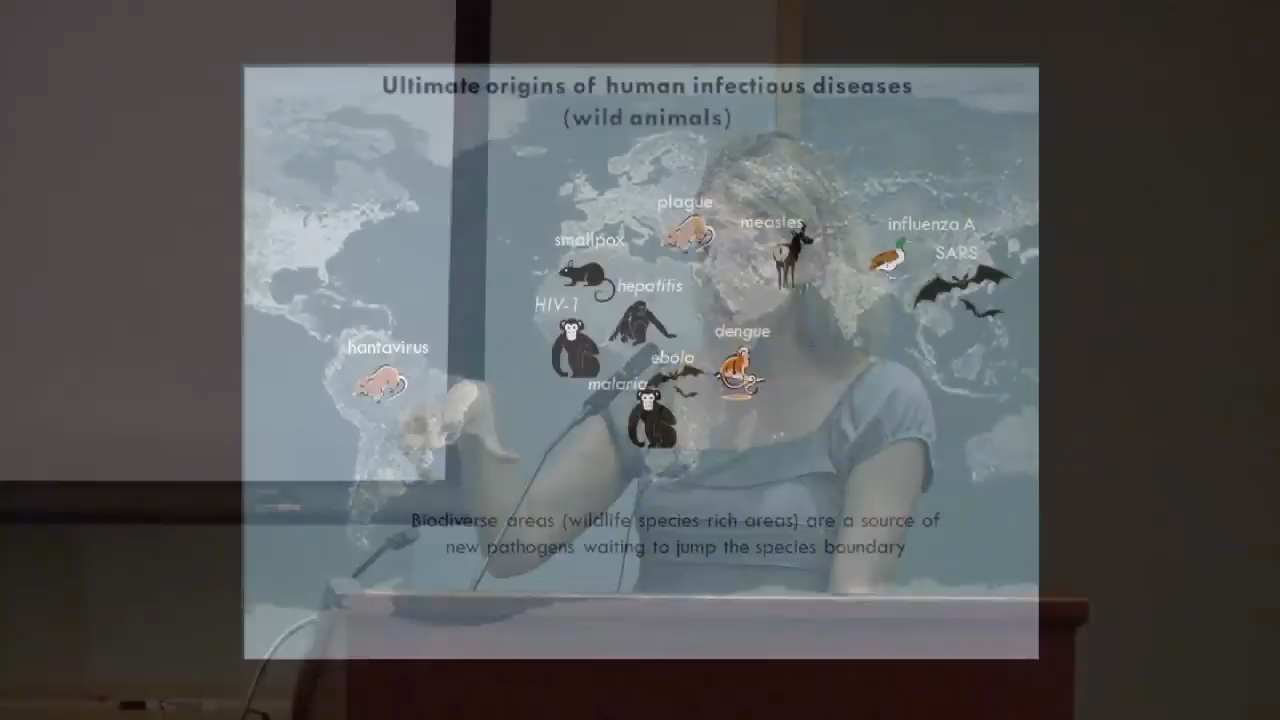 Ultimate origins of human infectious diseases
(wild animals)
plague
measles
influenza A
smallpox
SARS
hepatitis
HIV-1
dengue
hantavirus
ebola
malaria
Biodiverse areas (wildlife species rich areas) are a source of
new pathogens waiting to jump the species boundary